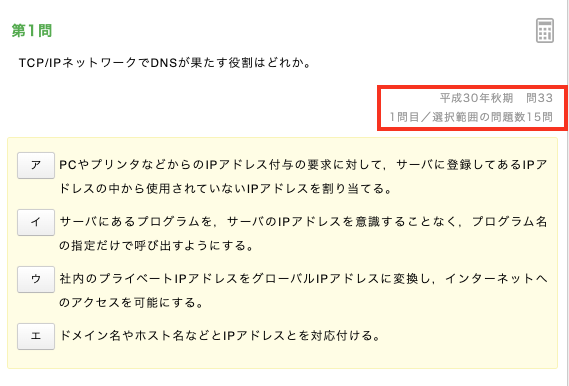 第1問
TCP/IPネットワークでDNSが果たす役割はどれか。
平成30年秋期　問33
1問目／選択範囲の問題数15問
ア PCやプリンタなどからのIPアドレス付与の要求に対して，サーバに登録してあるIPア
ドレスの中から使用されていないIPアドレスを割り当てる。
イ サーバにあるプログラムを，サーバのIPアドレスを意識することなく，プログラム名
の指定だけで呼び出すようにする。
ウ 社内のプライベートIPアドレスをグローバルIPアドレスに変換し，インターネットへ
のアクセスを可能にする。
エ ドメイン名やホスト名などとIPアドレスとを対応付ける。